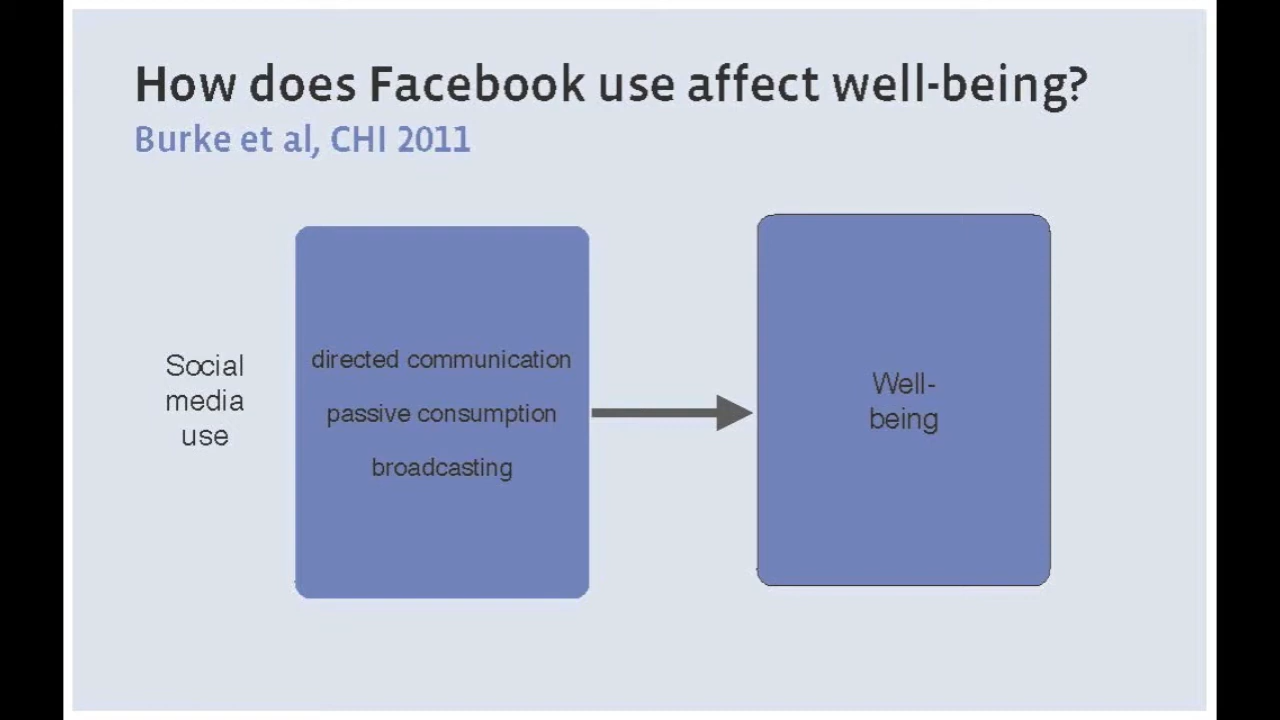 How does Facebook use affect well-being?
Burke et al, CHI 2011
Social
media
use
directed communication
passive consumption
broadcasting
Well-
being